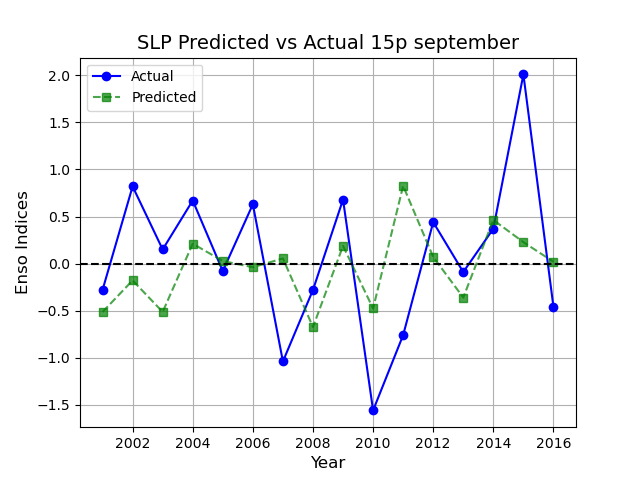 SLP Predicted vs Actual 15p september
Actual
Predicted
2.0
1.5
1.0
0.5
0.0
−0.5
−1.0
−1.5
Enso Indices
2002 2004 2006 2008 2010 2012 2014 2016
Year